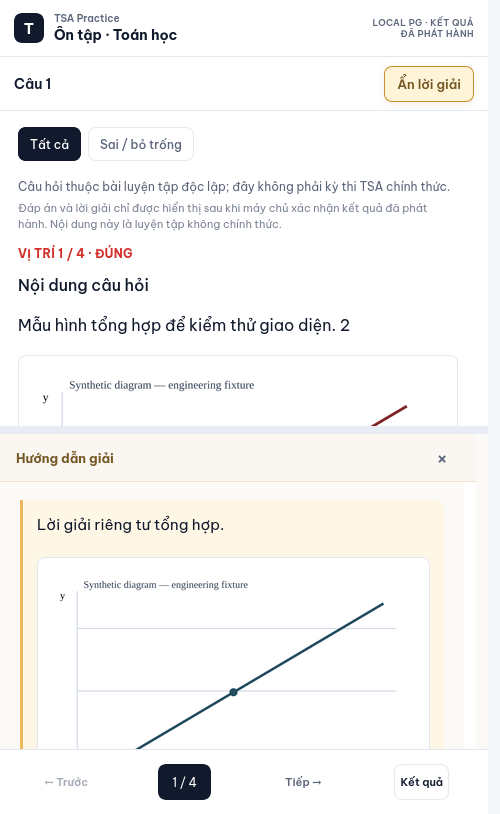 T
TSA Practice
Ôn tập · Toán học
LOCAL PG · KẾT QUẢ
ĐÃ PHÁT HÀNH
Câu 1
Ẩn lời giải
Tất cả
Sai / bỏ trống
Câu hỏi thuộc bài luyện tập độc lập; đây không phải kỳ thi TSA chính thức.
Đáp án và lời giải chỉ được hiển thị sau khi máy chủ xác nhận kết quả đã phát
hành. Nội dung này là luyện tập không chính thức.
VỊ TRÍ 1 / 4 · ĐÚNG
Nội dung câu hỏi
Mẫu hình tổng hợp để kiểm thử giao diện. 2
Synthetic diagram — engineering fixture
y
Hướng dẫn giải
×
Lời giải riêng tư tổng hợp.
Synthetic diagram — engineering fixture
y
← Trước
1 / 4
Tiếp →
Kết quả